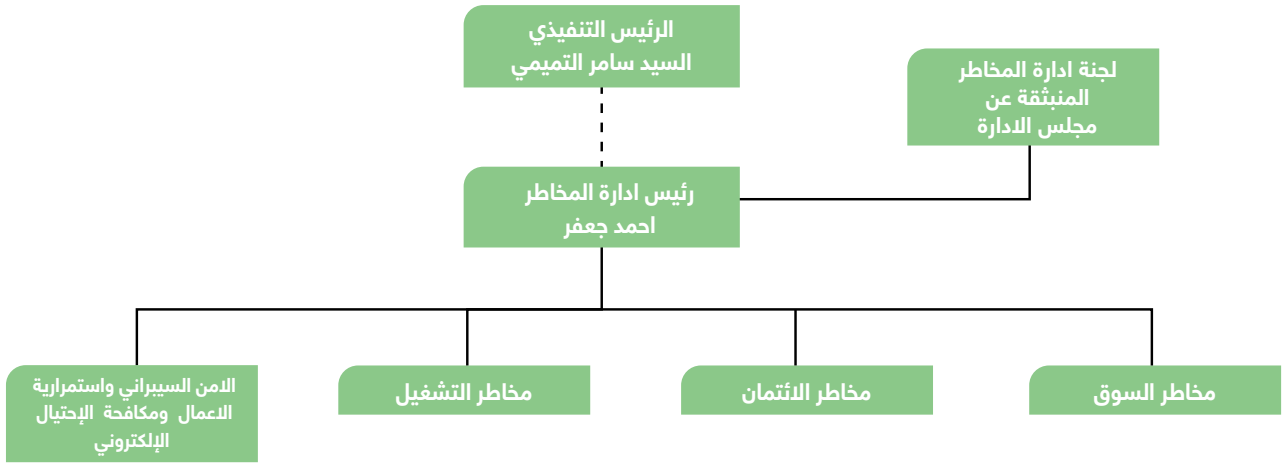 الرئيس التنفيذي
السيد سامر التميمي
لجنة ادارة المخاطر
المنبثقة عن
مجلس الادارة
رئيس ادارة المخاطر
احمد جعفر
مخاطر السوق
مخاطر الائتمان
مخاطر التشغيل
الامن السيبراني واستمرارية
الاعمال ومكافحة الإحتيال
الإلكتروني